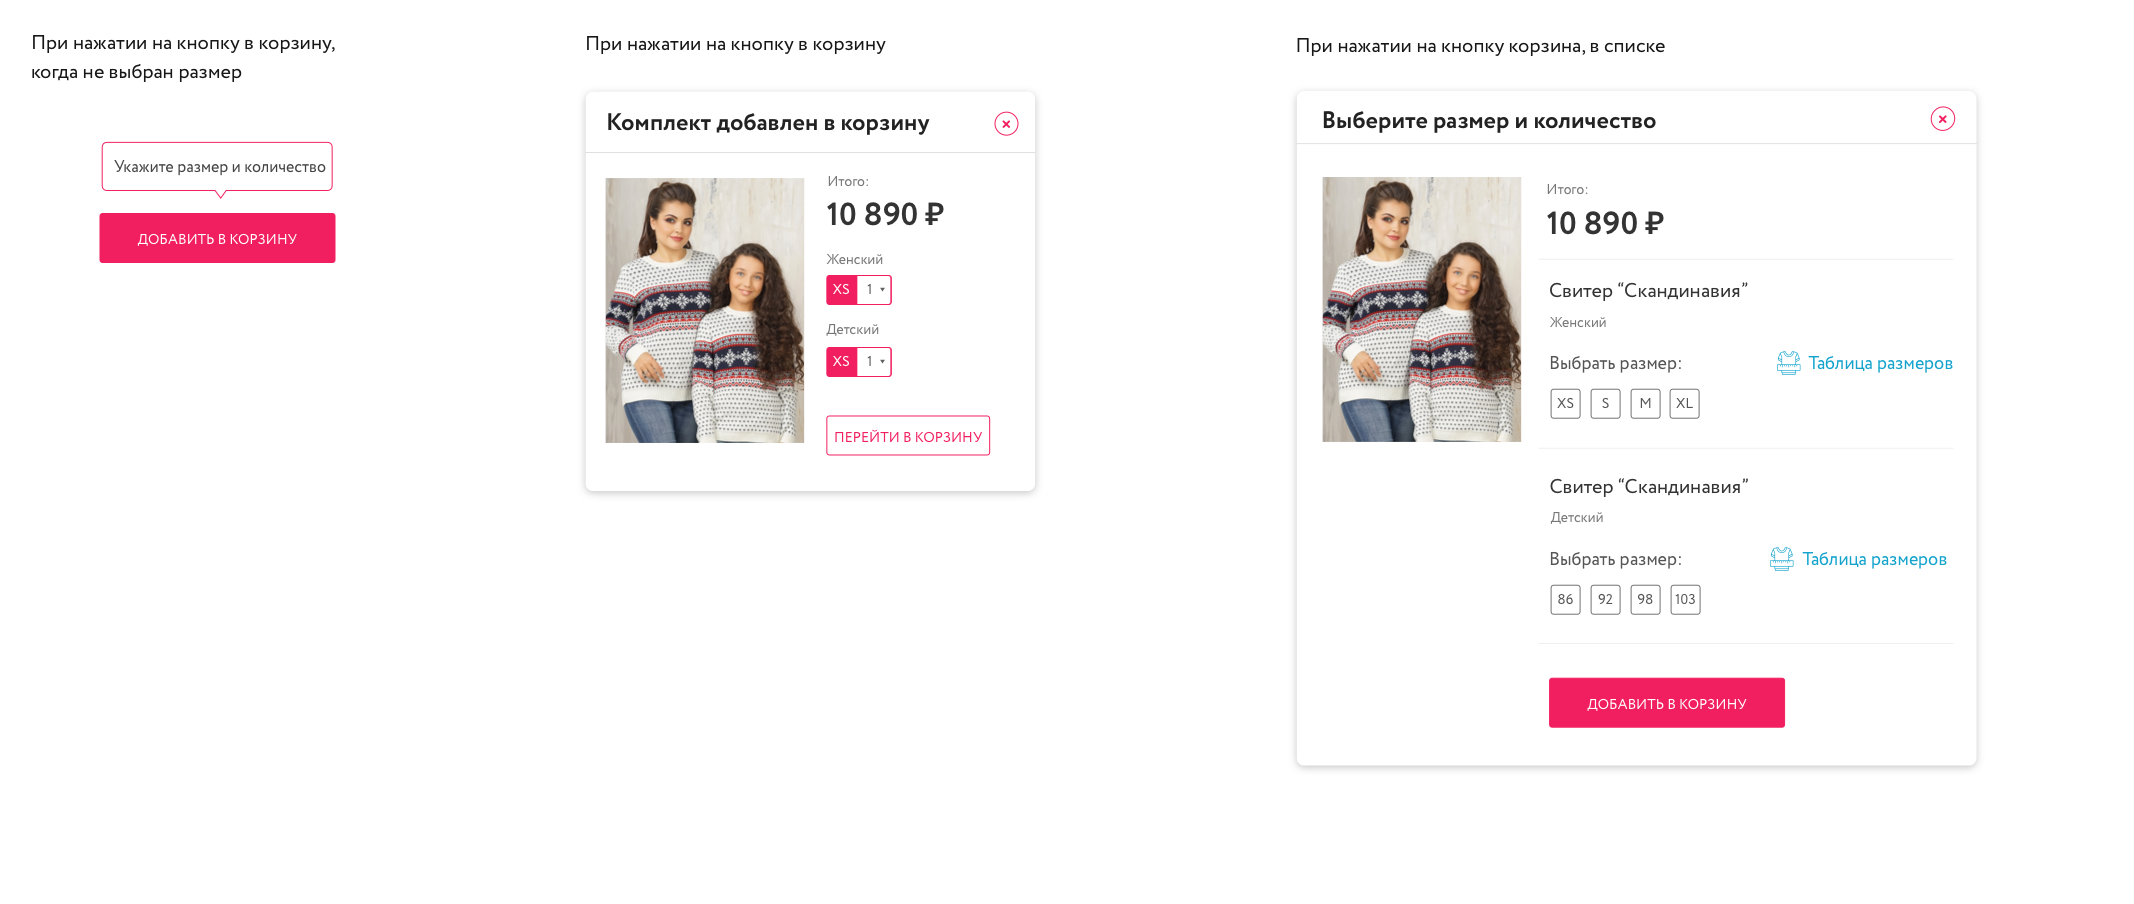 При нажатии на кнопку в корзину,
когда не выбран размер
Укажите размер и количество
ДОБАВИТЬ В КОРЗИНУ
При нажатии на кнопку в корзину
Комплект добавлен в корзину
Итого:
10 890 ₽
Женский
XS 1
Детский
XS 1
ПЕРЕЙТИ В КОРЗИНУ
При нажатии на кнопку корзина, в списке
Выберите размер и количество
Итого:
10 890 ₽
Свитер “Скандинавия”
Женский
Выбрать размер: Таблица размеров
XS S M XL
Свитер “Скандинавия”
Детский
Выбрать размер: Таблица размеров
86 92 98 103
ДОБАВИТЬ В КОРЗИНУ